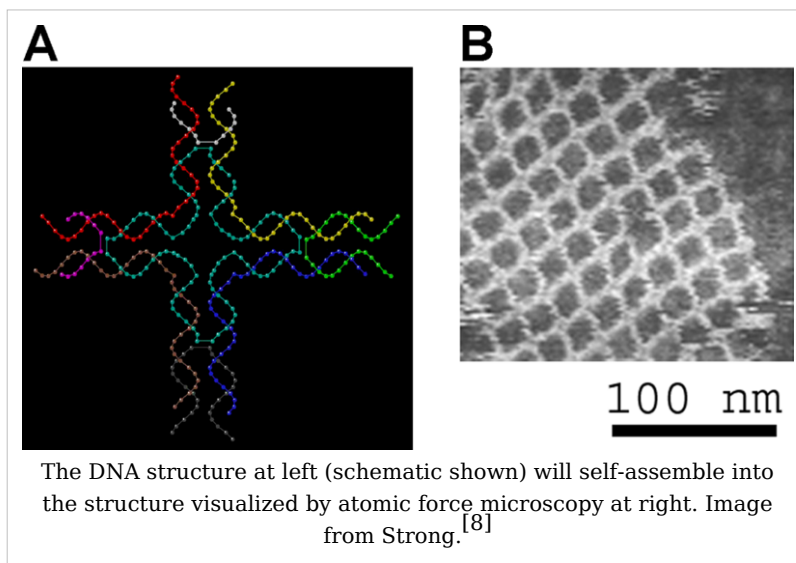 A
B
100 nm
The DNA structure at left (schematic shown) will self-assemble into
the structure visualized by atomic force microscopy at right. Image
from Strong.[8]